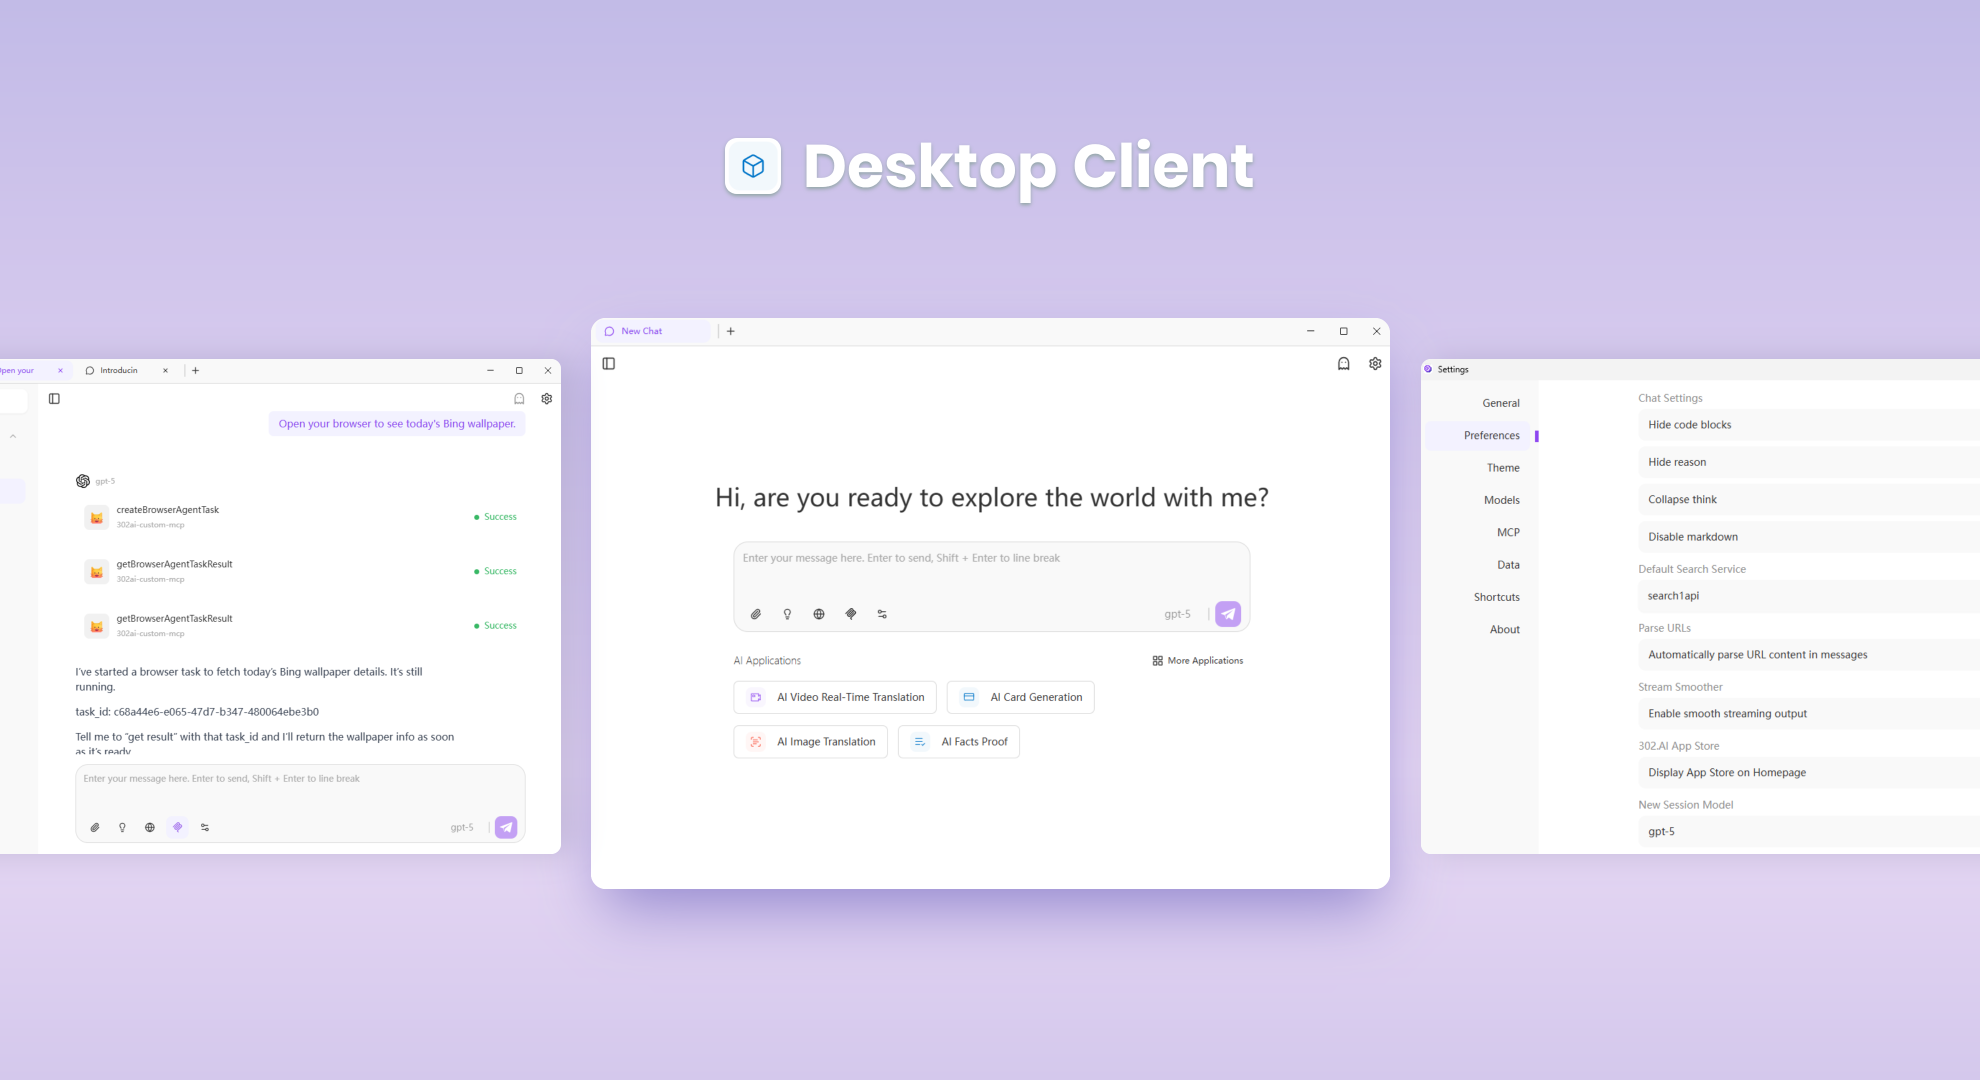 Desktop Client
Open your
Introducin
Open your browser to see today's Bing wallpaper.
gpt-5
createBrowserAgentTask
302ai-custom-mcp
Success
getBrowserAgentTaskResult
302ai-custom-mcp
Success
getBrowserAgentTaskResult
302ai-custom-mcp
Success
I've started a browser task to fetch today's Bing wallpaper details. It's still
running.
task_id: c68a44e6-e065-47d7-b347-480064ebe3b0
Tell me to "get result" with that task_id and I'll return the wallpaper info as soon
as it's ready
Enter your message here. Enter to send, Shift + Enter to line break
gpt-5
New Chat
Hi, are you ready to explore the world with me?
Enter your message here. Enter to send, Shift + Enter to line break
gpt-5
AI Applications
More Applications
AI Video Real-Time Translation
AI Card Generation
AI Image Translation
AI Facts Proof
Settings
General
Preferences
Theme
Models
MCP
Data
Shortcuts
About
Chat Settings
Hide code blocks
Hide reason
Collapse think
Disable markdown
Default Search Service
search1api
Parse URLs
Automatically parse URL content in messages
Stream Smoother
Enable smooth streaming output
302.AI App Store
Display App Store on Homepage
New Session Model
gpt-5